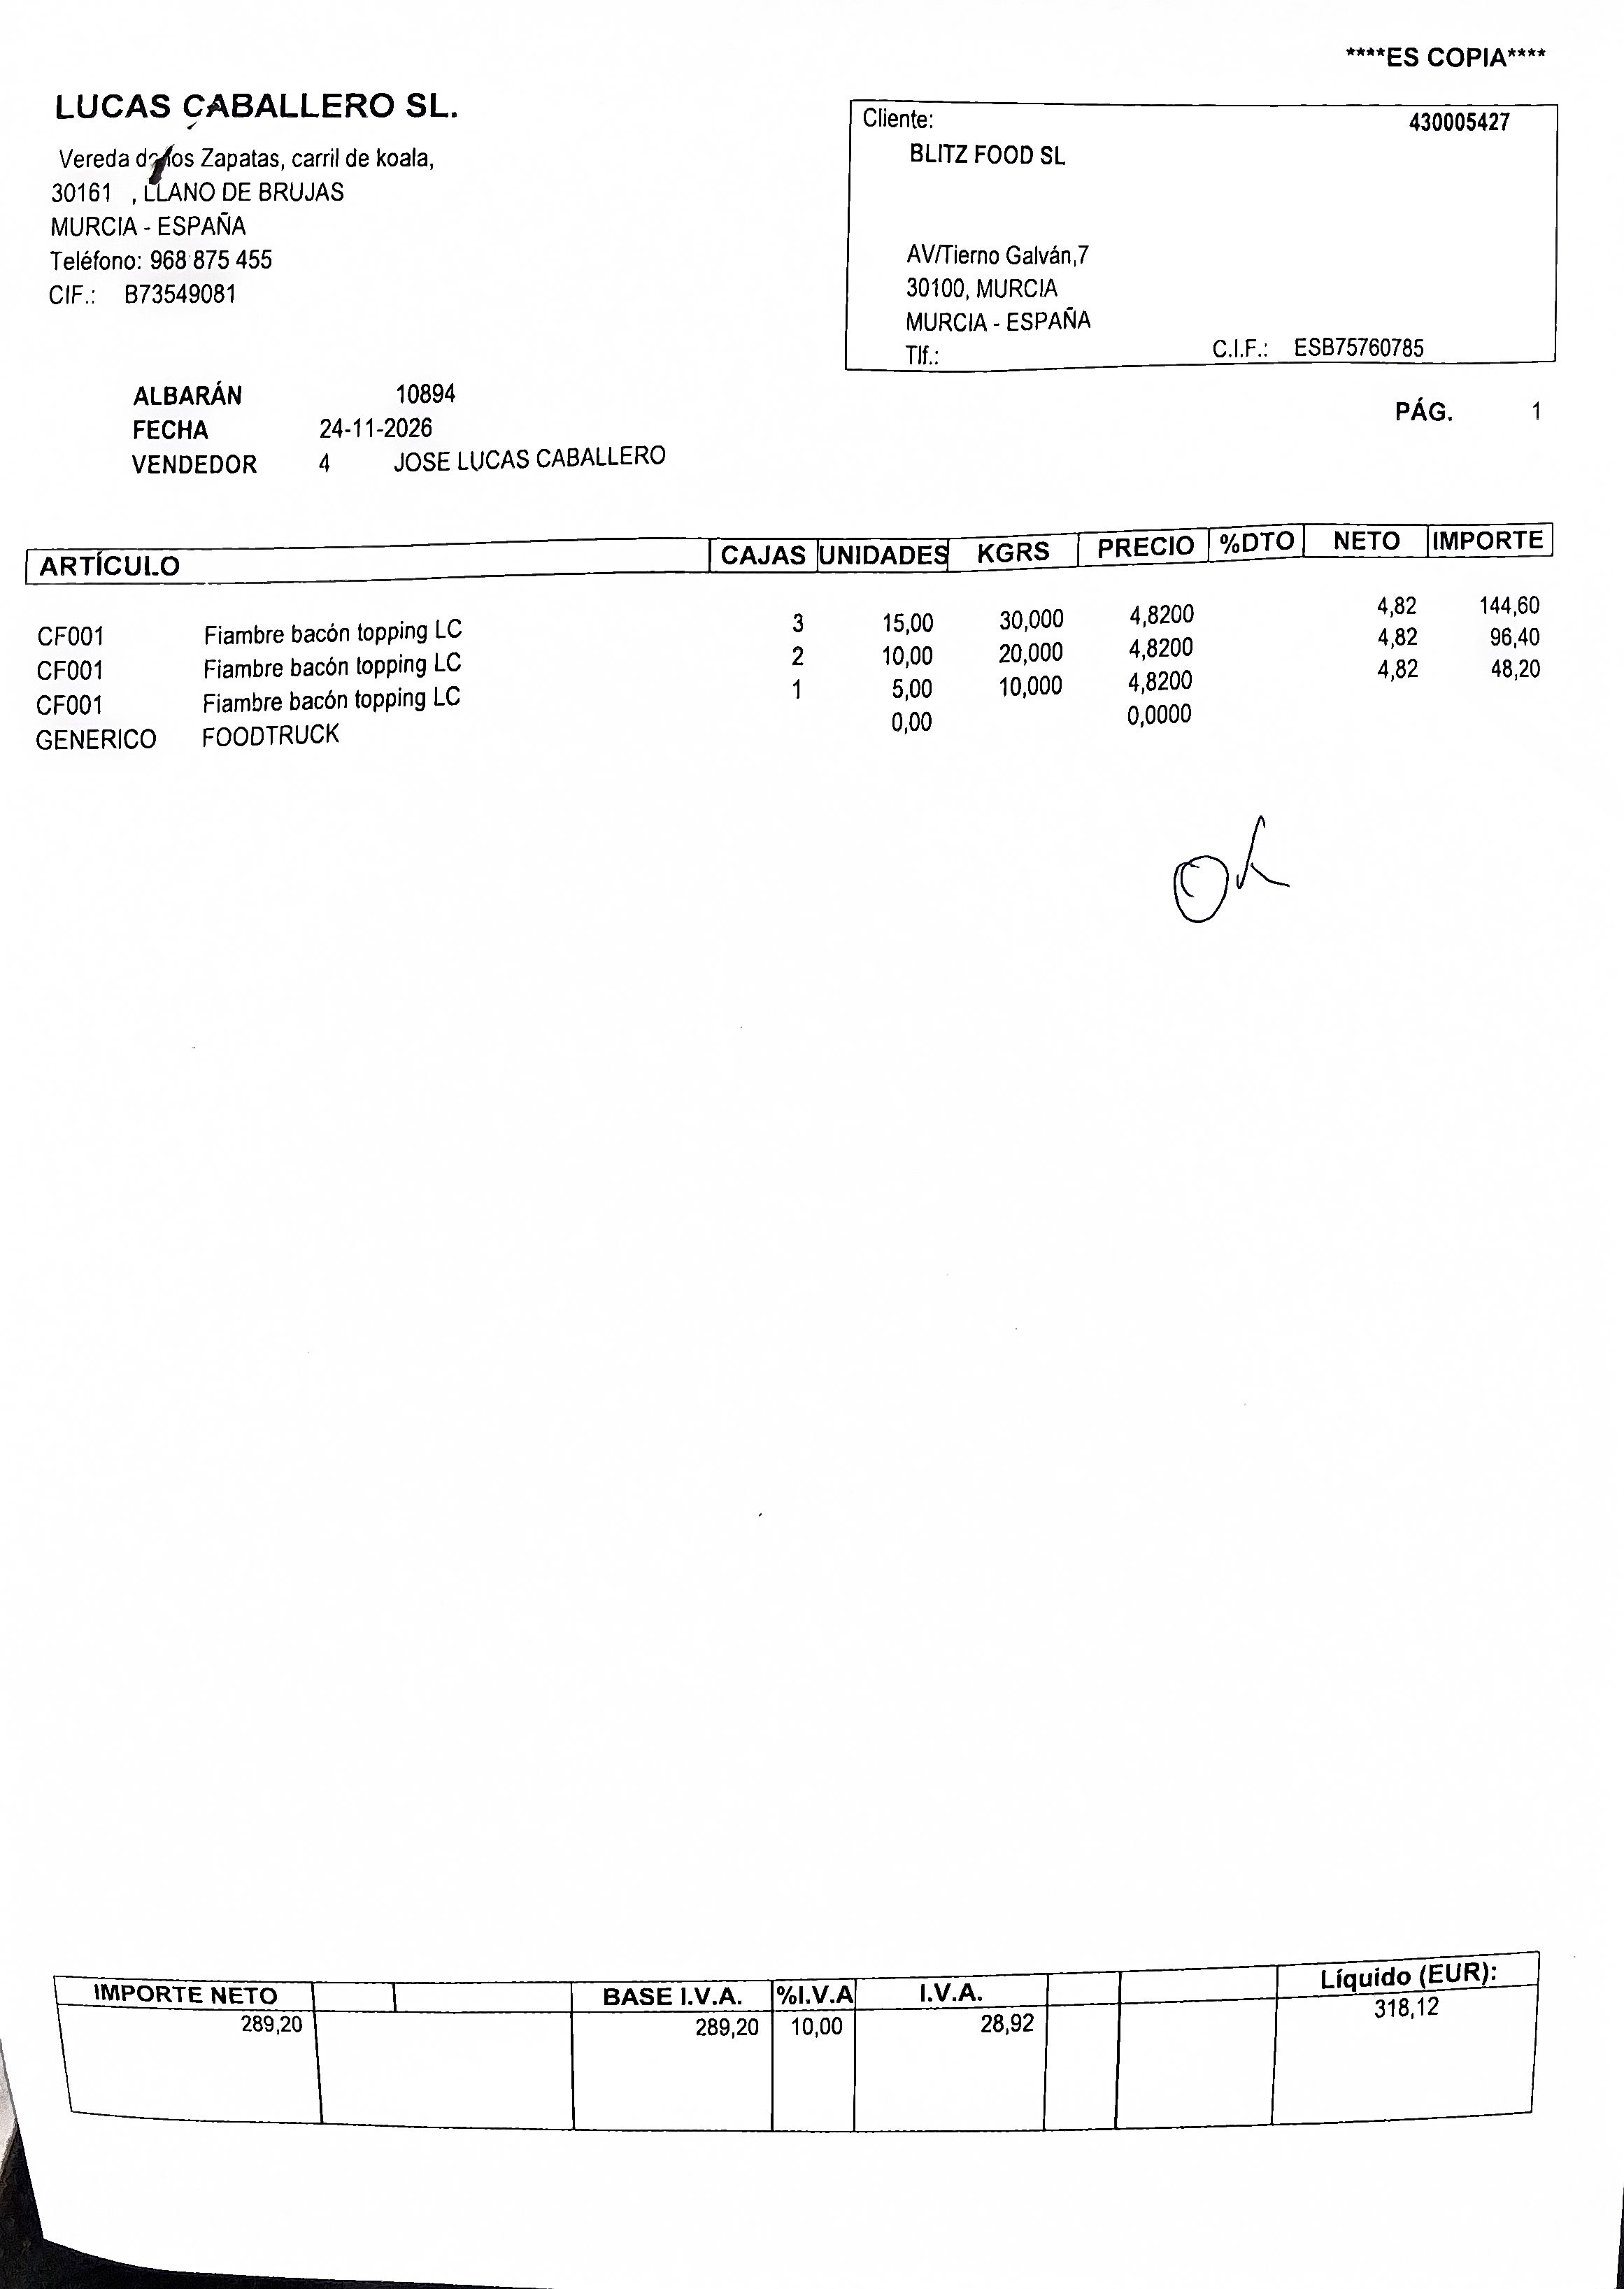 ****ES COPIA****
LUCAS CABALLERO SL.
Vereda de los Zapatas, carril de koala,
30161 , LLANO DE BRUJAS
MURCIA - ESPAÑA
Teléfono: 968 875 455
CIF.: B73549081
Cliente: 430005427
BLITZ FOOD SL
AV/Tierno Galván,7
30100, MURCIA
MURCIA - ESPAÑA
Tlf.: C.I.F.: ESB75760785
ALBARÁN 10894
FECHA 24-11-2026
VENDEDOR 4 JOSE LUCAS CABALLERO
PÁG. 1
ARTÍCULO CAJAS UNIDADES KGRS PRECIO %DTO NETO IMPORTE
CF001 Fiambre bacón topping LC 3 15,00 30,000 4,8200 4,82 144,60
CF001 Fiambre bacón topping LC 2 10,00 20,000 4,8200 4,82 96,40
CF001 Fiambre bacón topping LC 1 5,00 10,000 4,8200 4,82 48,20
GENERICO FOODTRUCK 0,00 0,0000
OK
IMPORTE NETO BASE I.V.A. %I.V.A I.V.A. Líquido (EUR):
289,20 289,20 10,00 28,92 318,12